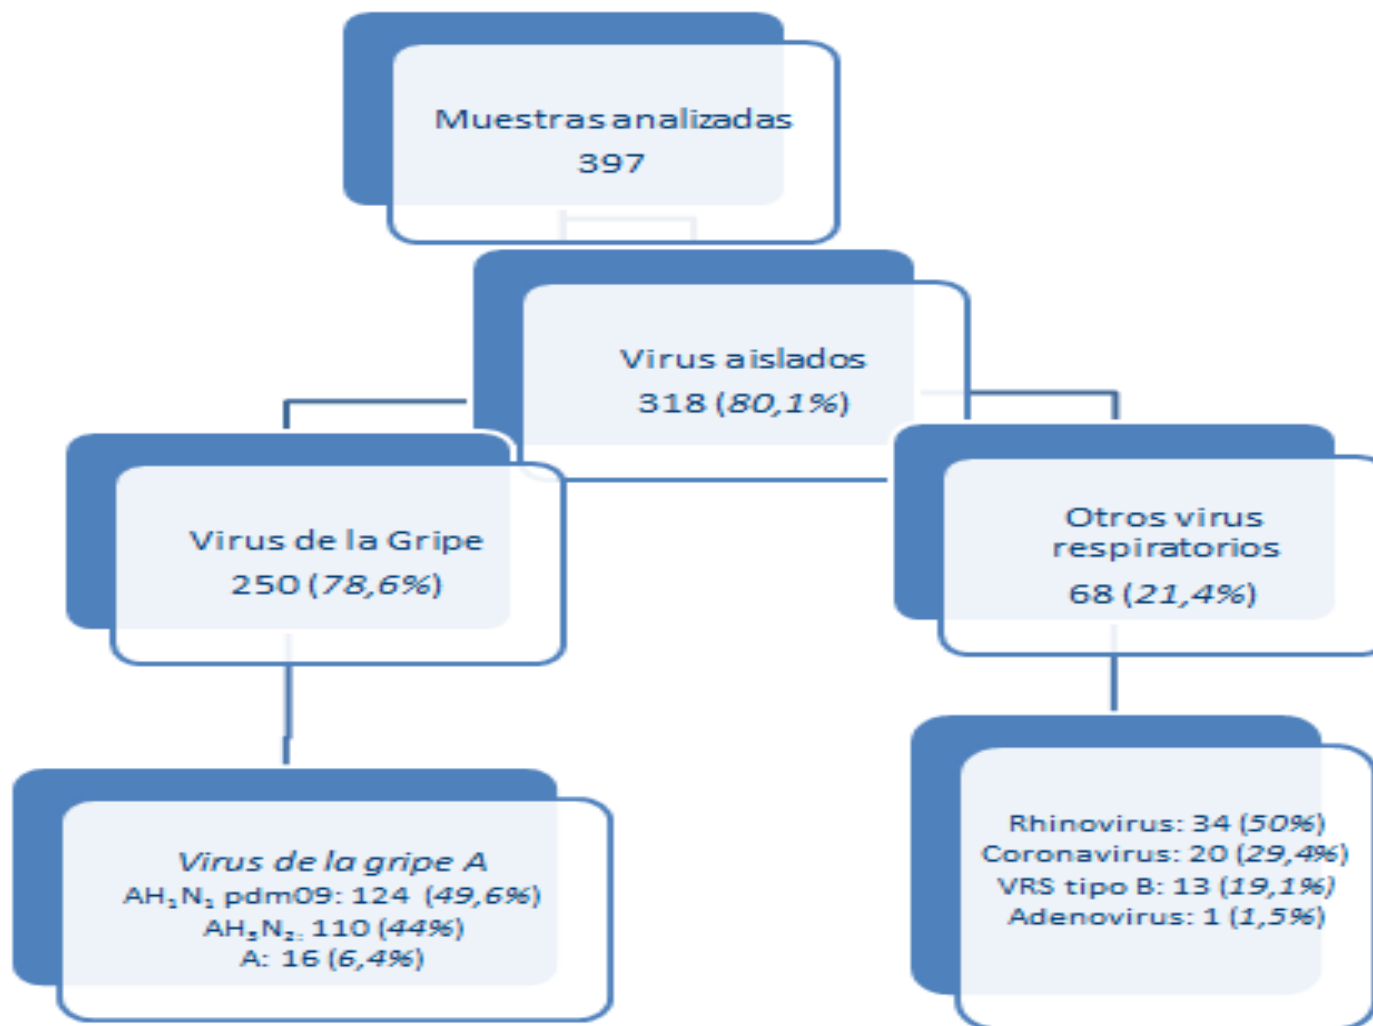 Muestras analizadas
397
Virus aislados
318 (80,1%)
Virus de la Gripe
250 (78,6%)
Otros virus
respiratorios
68 (21,4%)
Virus de la gripe A
AH₁N₁ pdm09: 124 (49,6%)
AH₃N₂: 110 (44%)
A: 16 (6,4%)
Rhinovirus: 34 (50%)
Coronavirus: 20 (29,4%)
VRS tipo B: 13 (19,1%)
Adenovirus: 1 (1,5%)